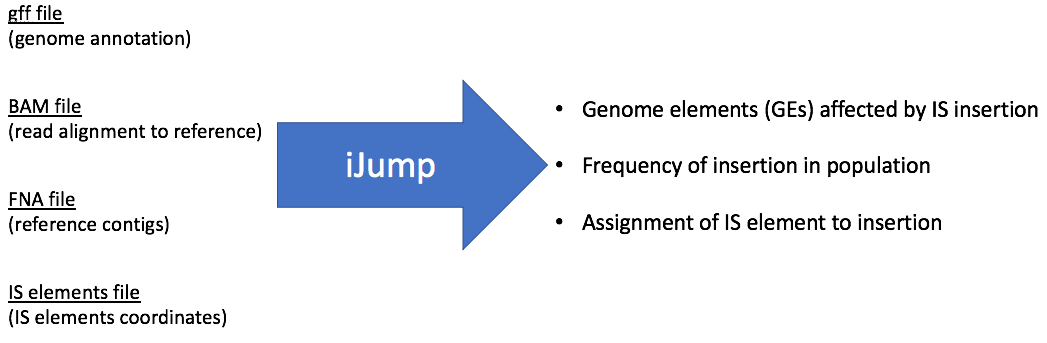 gff file
(genome annotation)
BAM file
(read alignment to reference)
FNA file
(reference contigs)
IS elements file
(IS elements coordinates)
iJump
• Genome elements (GEs) affected by IS insertion
• Frequency of insertion in population
• Assignment of IS element to insertion